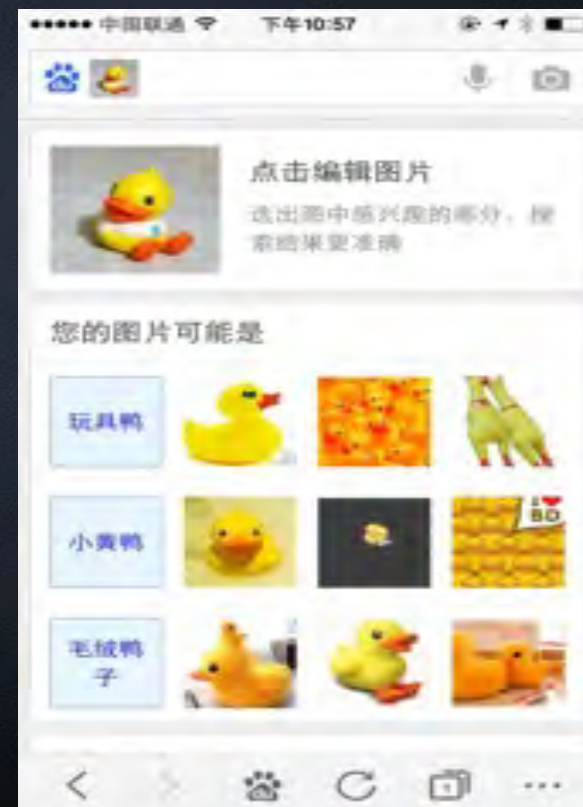 中国联通 下午10:57
点击编辑图片
选出图中感兴趣的部分，搜
索结果更准确
您的图片可能是
玩具鸭
小黄鸭
I❤
BD
毛绒鸭
子